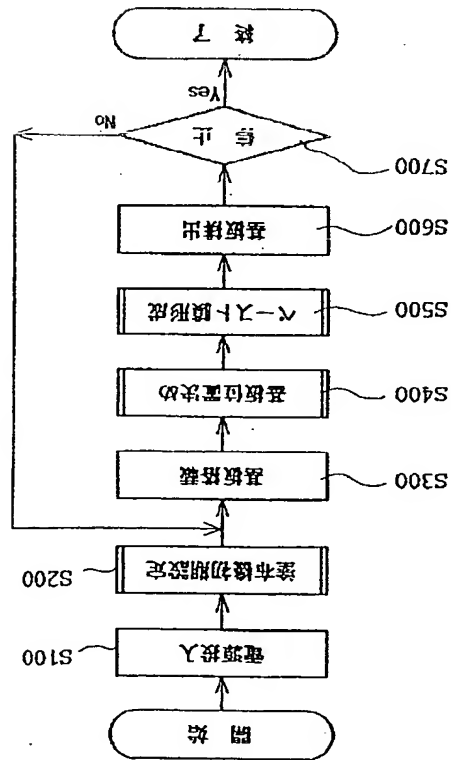 開始
電源投入
S100
塗布機初期設定
S200
基板搭載
S300
基板位置決め
S400
ペースト膜形成
S500
基板排出
S600
停止
S700
No
Yes
終了